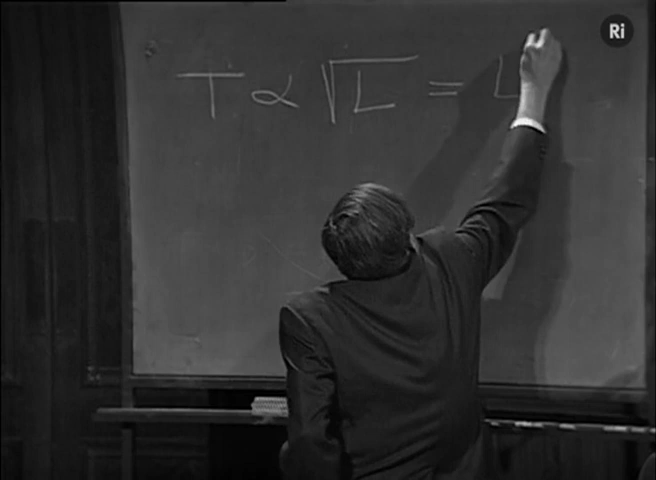 Ri
T ∝ √L = L